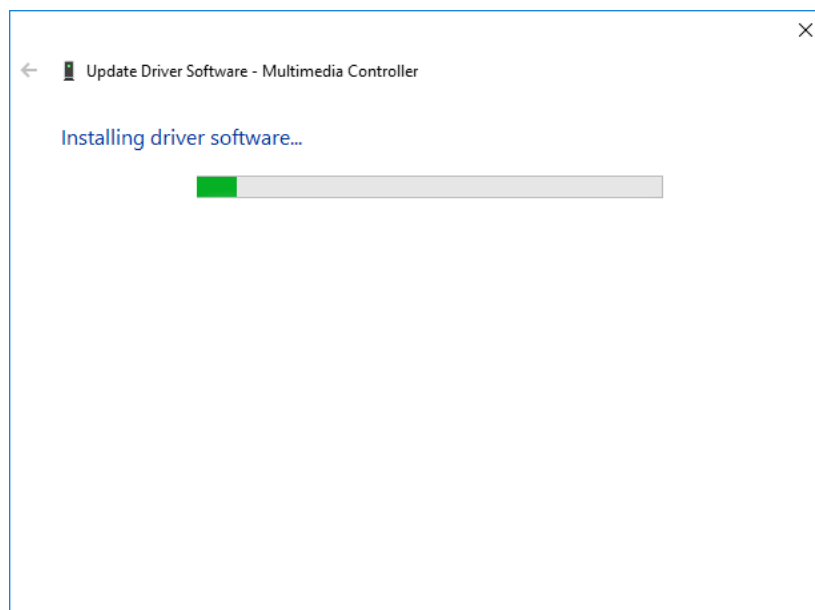 Update Driver Software - Multimedia Controller
Installing driver software...